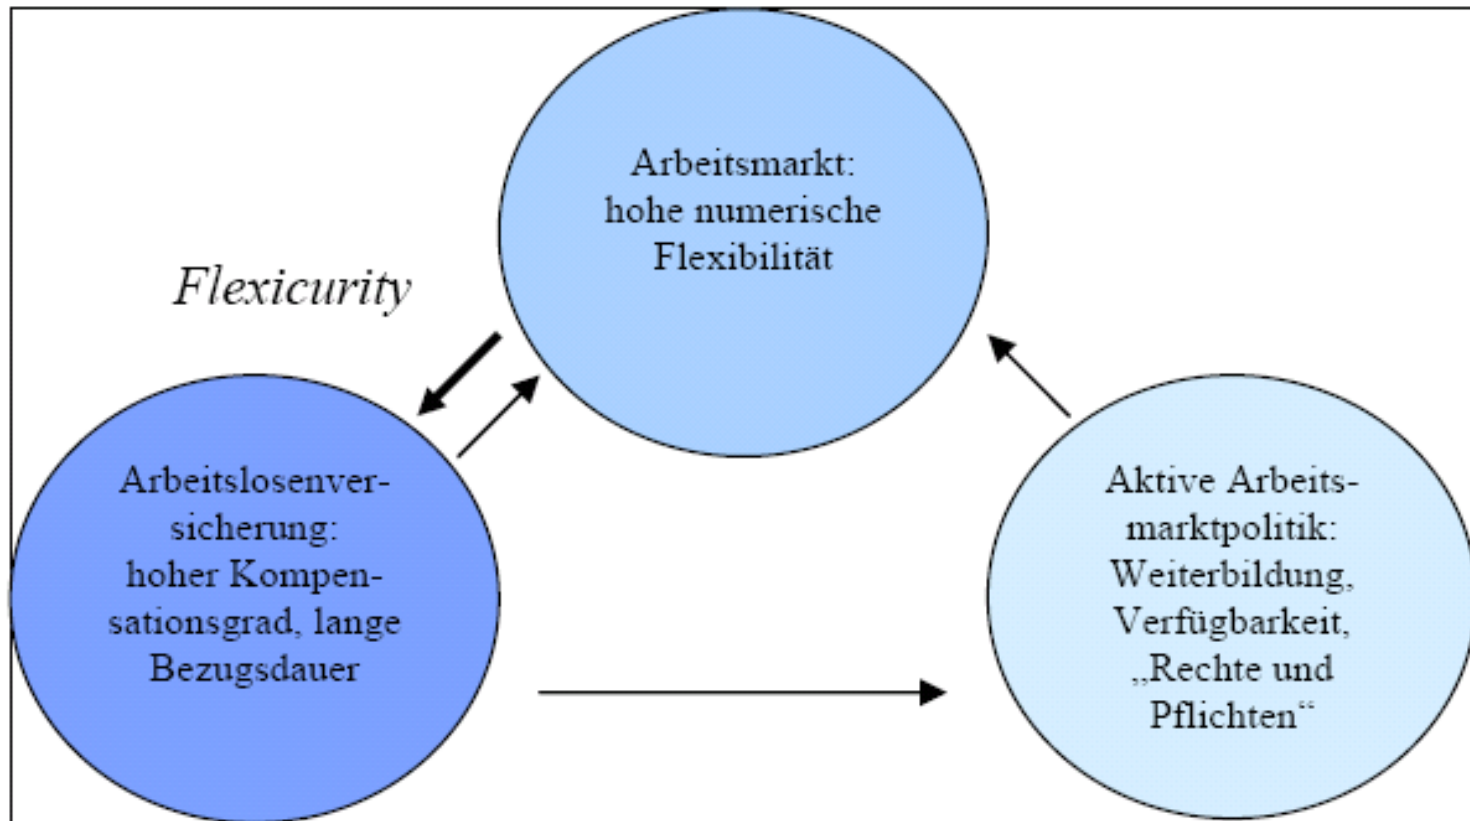 Arbeitsmarkt:
hohe numerische
Flexibilität
Flexicurity
Arbeitslosenver-
sicherung:
hoher Kompen-
sationsgrad, lange
Bezugsdauer
Aktive Arbeits-
marktpolitik:
Weiterbildung,
Verfügbarkeit,
„Rechte und
Pflichten“